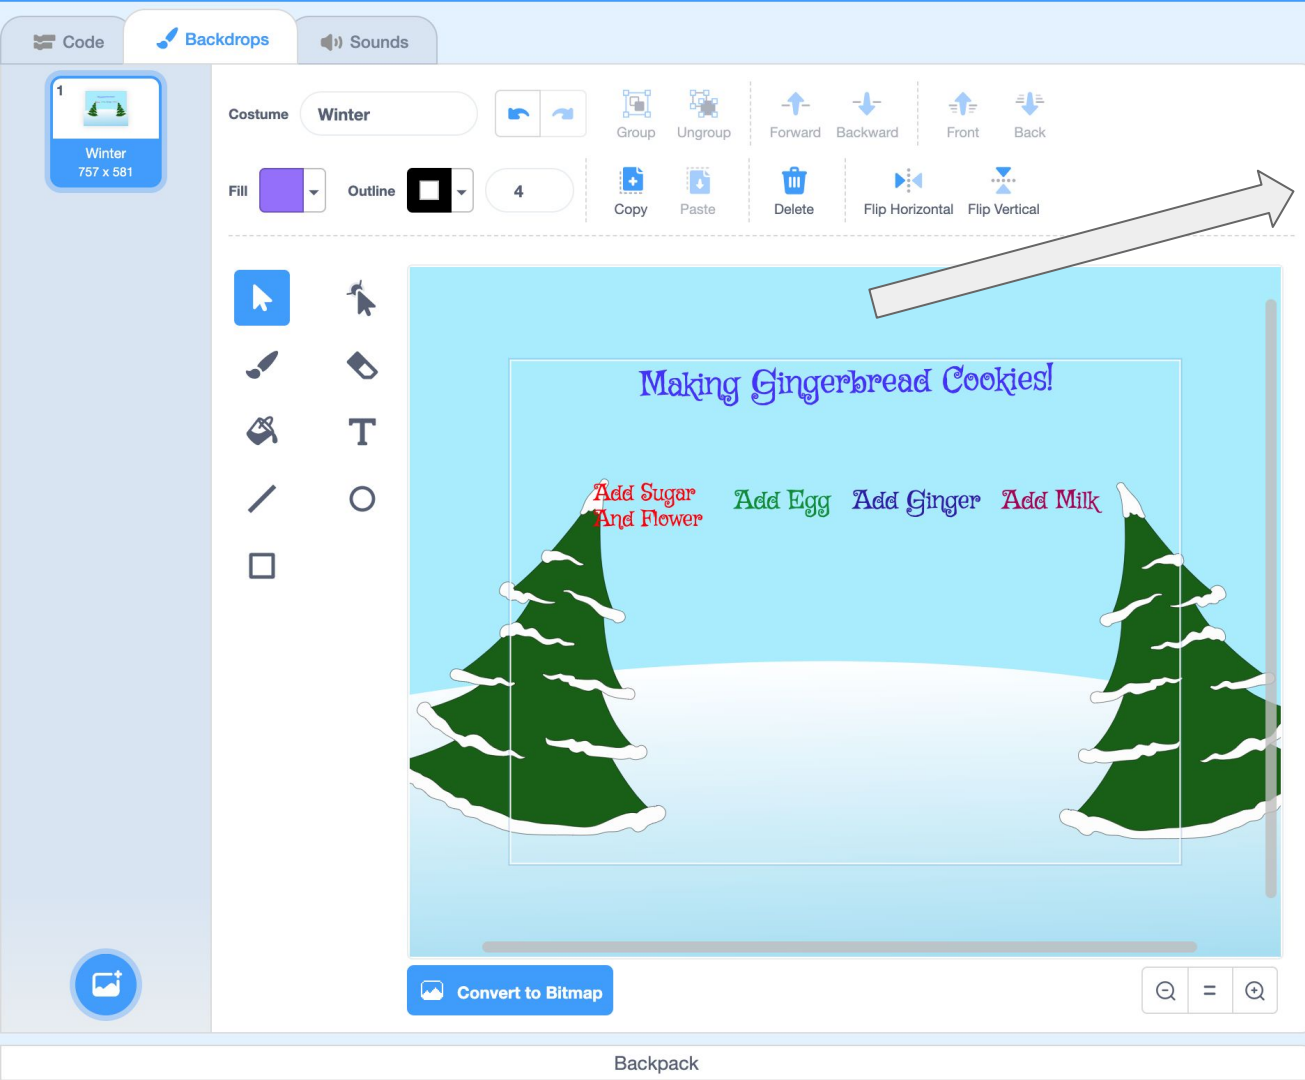 Code
Backdrops
Sounds
1
Winter
757 x 581
Costume
Winter
Group
Ungroup
Forward
Backward
Front
Back
Fill
Outline
4
Copy
Paste
Delete
Flip Horizontal
Flip Vertical
Making Gingerbread Cookies!
Add Sugar
And Flower
Add Egg
Add Ginger
Add Milk
Convert to Bitmap
Backpack